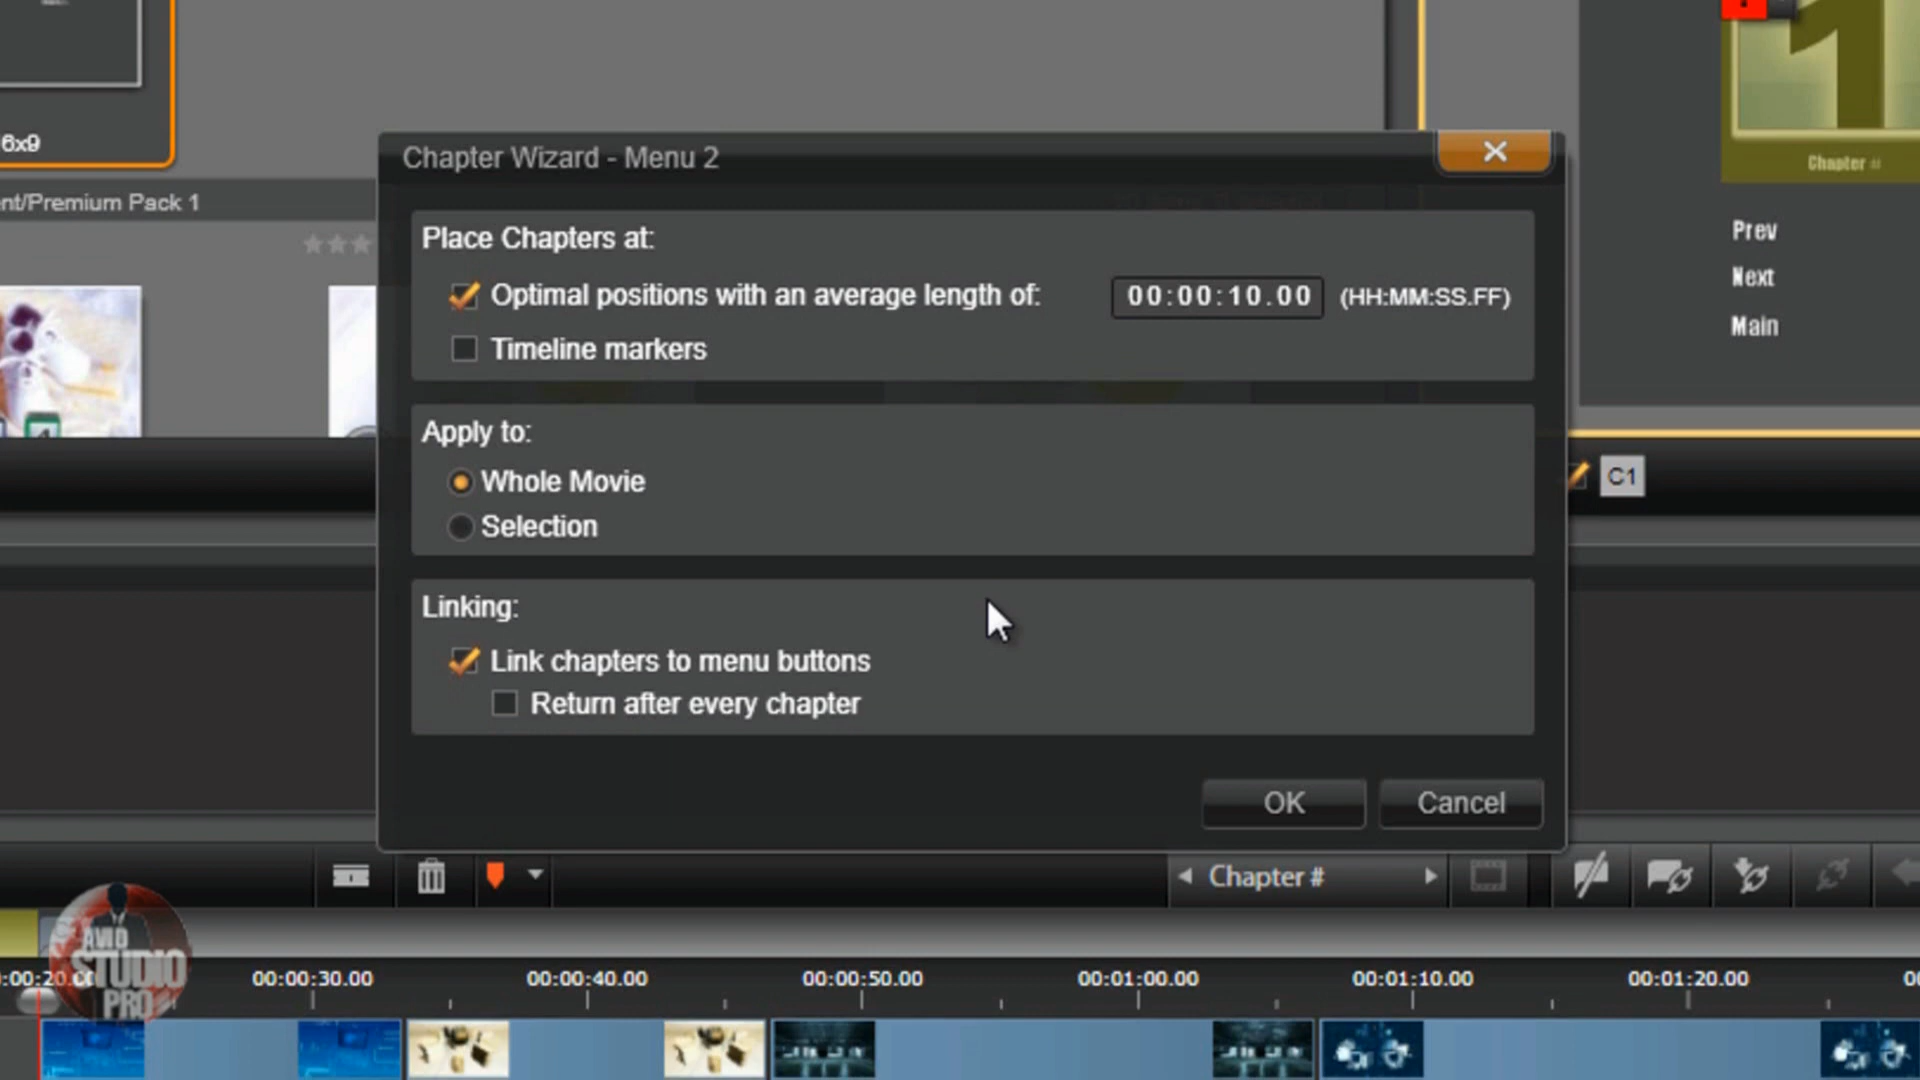 6x9
nt/Premium Pack 1
Chapter Wizard - Menu 2
Place Chapters at:
Optimal positions with an average length of: 00:00:10.00 (HH:MM:SS.FF)
Timeline markers
Apply to:
Whole Movie
Selection
Linking:
Link chapters to menu buttons
Return after every chapter
OK Cancel
1
Chapter #
Prev
Next
Main
C1
Chapter #
AVID
STUDIO
PRO
:00:20.00 00:00:30.00 00:00:40.00 00:00:50.00 00:01:00.00 00:01:10.00 00:01:20.00